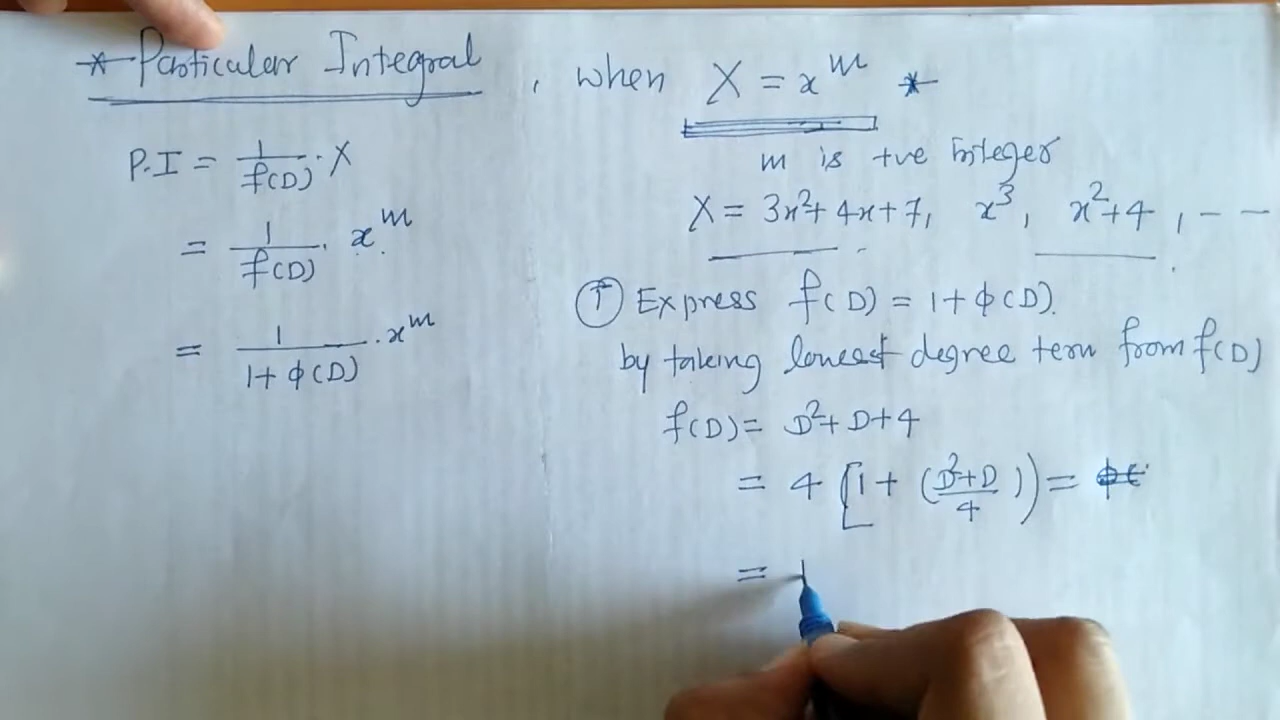 * Particular Integral , when X = x^m *
P.I = 1/f(D) · X
= 1/f(D) · x^m
= 1/(1+ φ(D)) · x^m
m is +ve Integer
X = 3x²+ 4x+7, x³, x²+4 , - -
① Express f(D) = 1+ φ(D).
by taking lowest degree term from f(D)
f(D) = D²+ D+4
= 4 [1+ ((D²+D)/4)] =
=